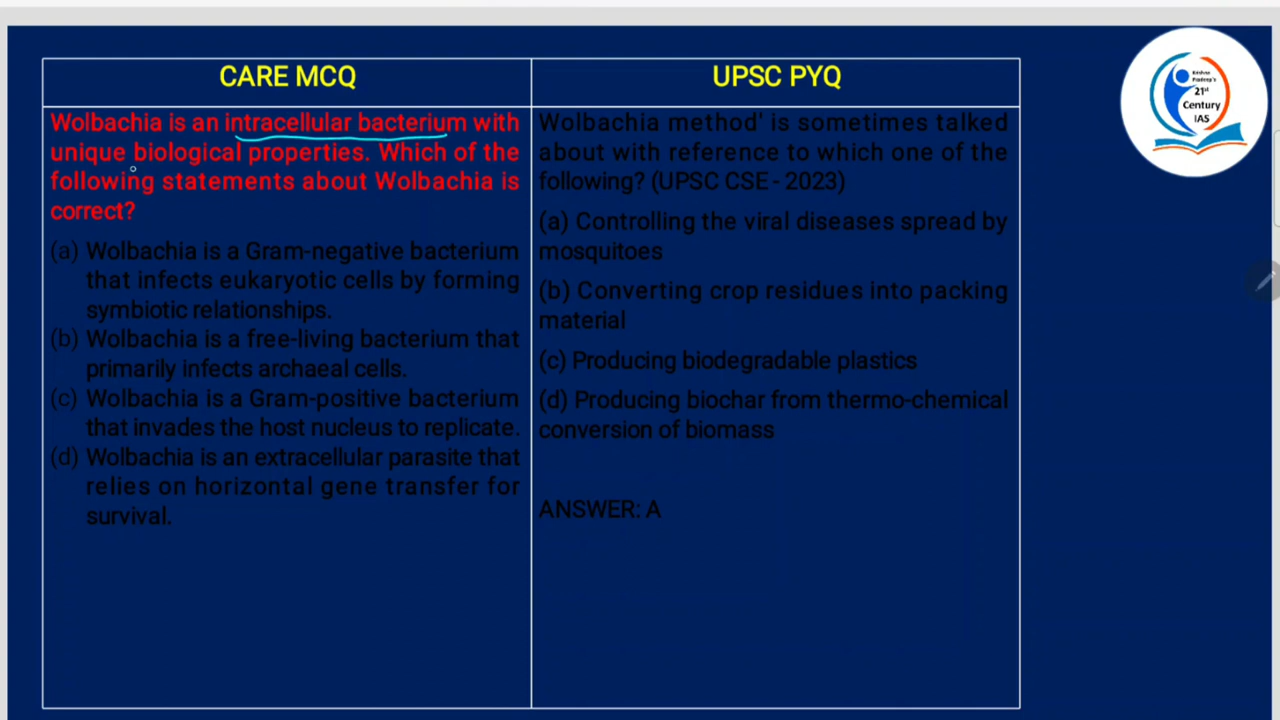 CARE MCQ
Wolbachia is an intracellular bacterium with
unique biological properties. Which of the
following statements about Wolbachia is
correct?
(a) Wolbachia is a Gram-negative bacterium
that infects eukaryotic cells by forming
symbiotic relationships.
(b) Wolbachia is a free-living bacterium that
primarily infects archaeal cells.
(c) Wolbachia is a Gram-positive bacterium
that invades the host nucleus to replicate.
(d) Wolbachia is an extracellular parasite that
relies on horizontal gene transfer for
survival.
UPSC PYQ
Wolbachia method' is sometimes talked
about with reference to which one of the
following? (UPSC CSE - 2023)
(a) Controlling the viral diseases spread by
mosquitoes
(b) Converting crop residues into packing
material
(c) Producing biodegradable plastics
(d) Producing biochar from thermo-chemical
conversion of biomass
ANSWER: A
21st
Century
IAS